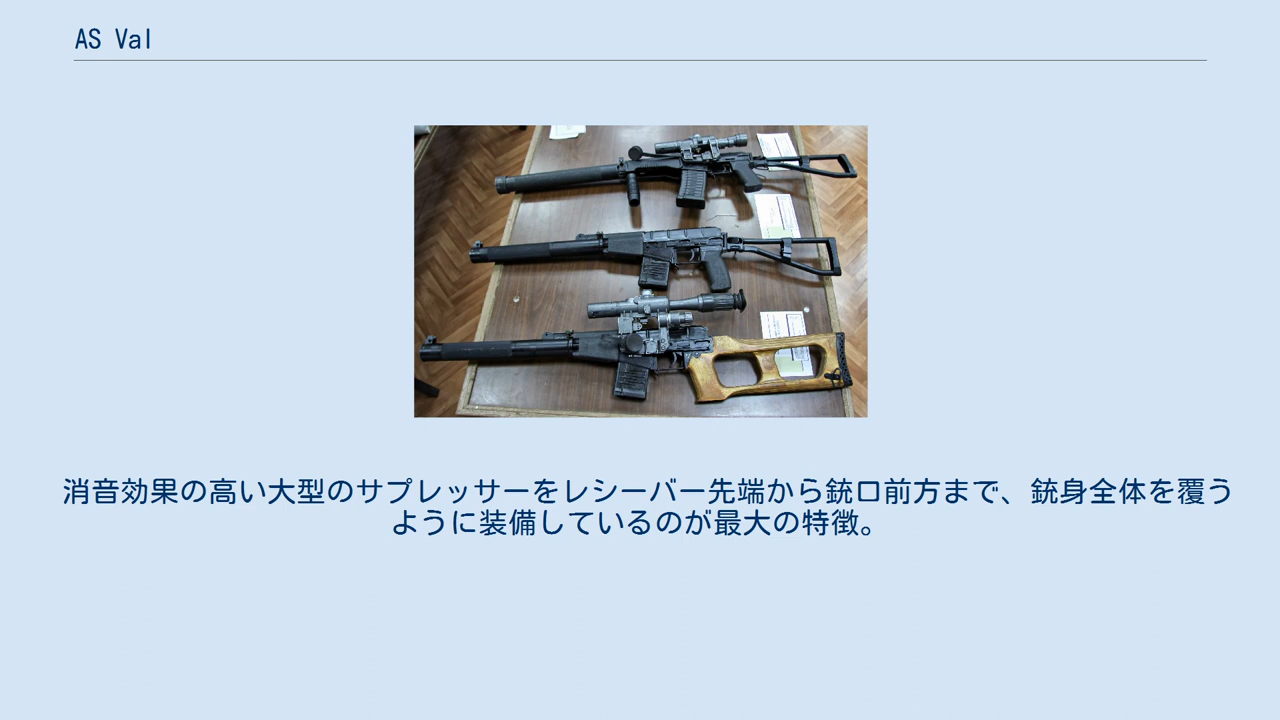 AS Val
消音効果の高い大型のサプレッサーをレシーバー先端から銃口前方まで、銃身全体を覆う
ように装備しているのが最大の特徴。